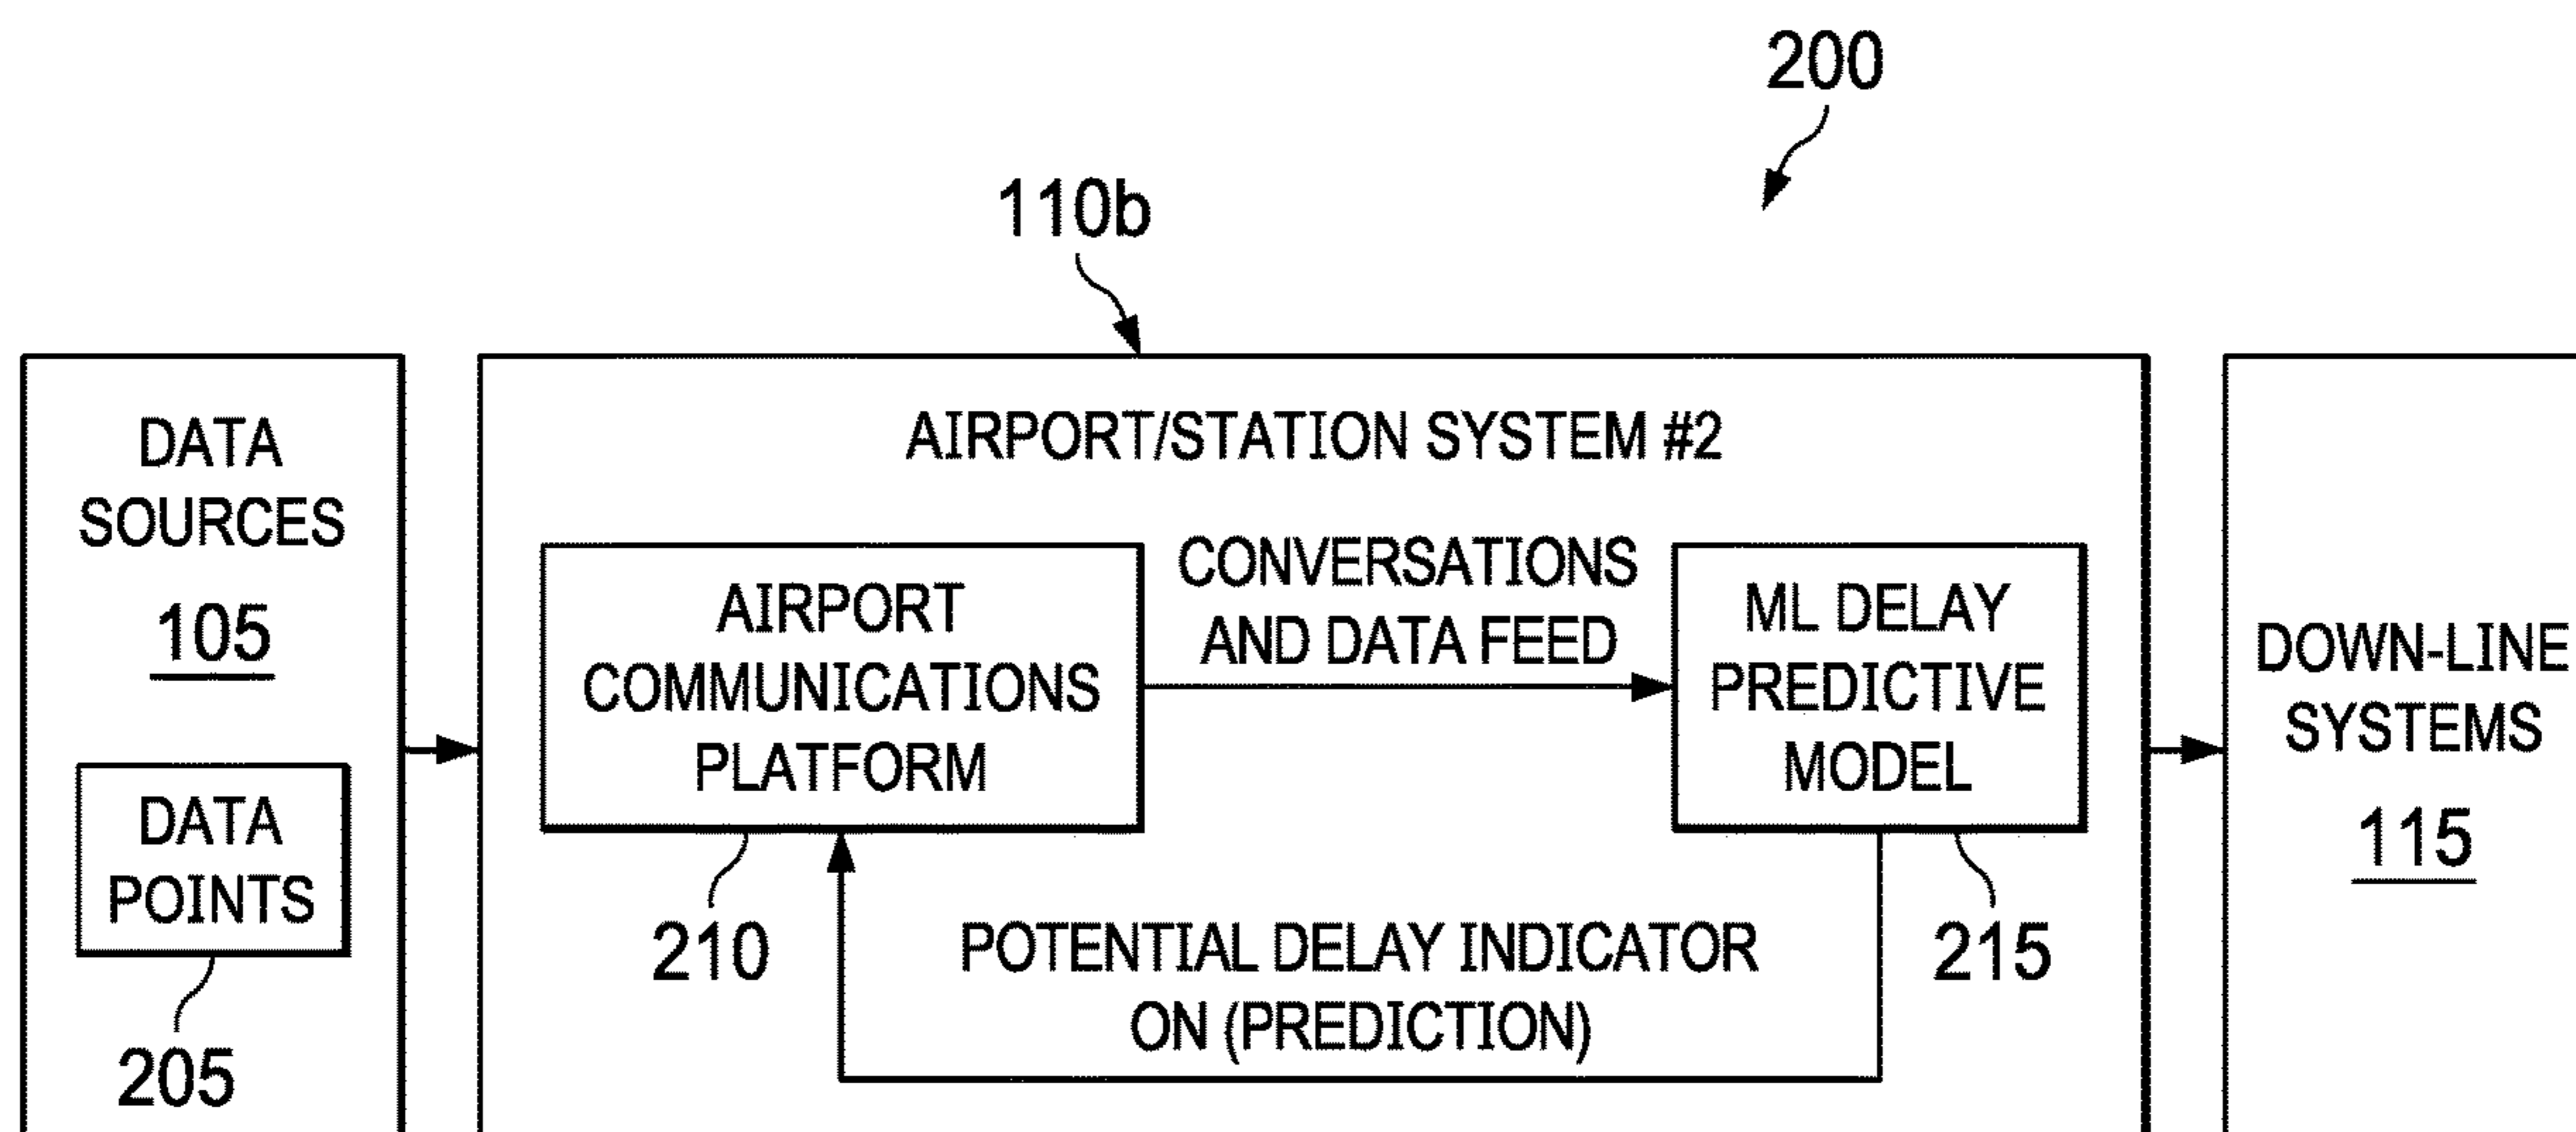 200
110b
DATA
SOURCES
105
DATA
POINTS
205
AIRPORT/STATION SYSTEM #2
AIRPORT
COMMUNICATIONS
PLATFORM
210
CONVERSATIONS
AND DATA FEED
ML DELAY
PREDICTIVE
MODEL
215
POTENTIAL DELAY INDICATOR
ON (PREDICTION)
DOWN-LINE
SYSTEMS
115